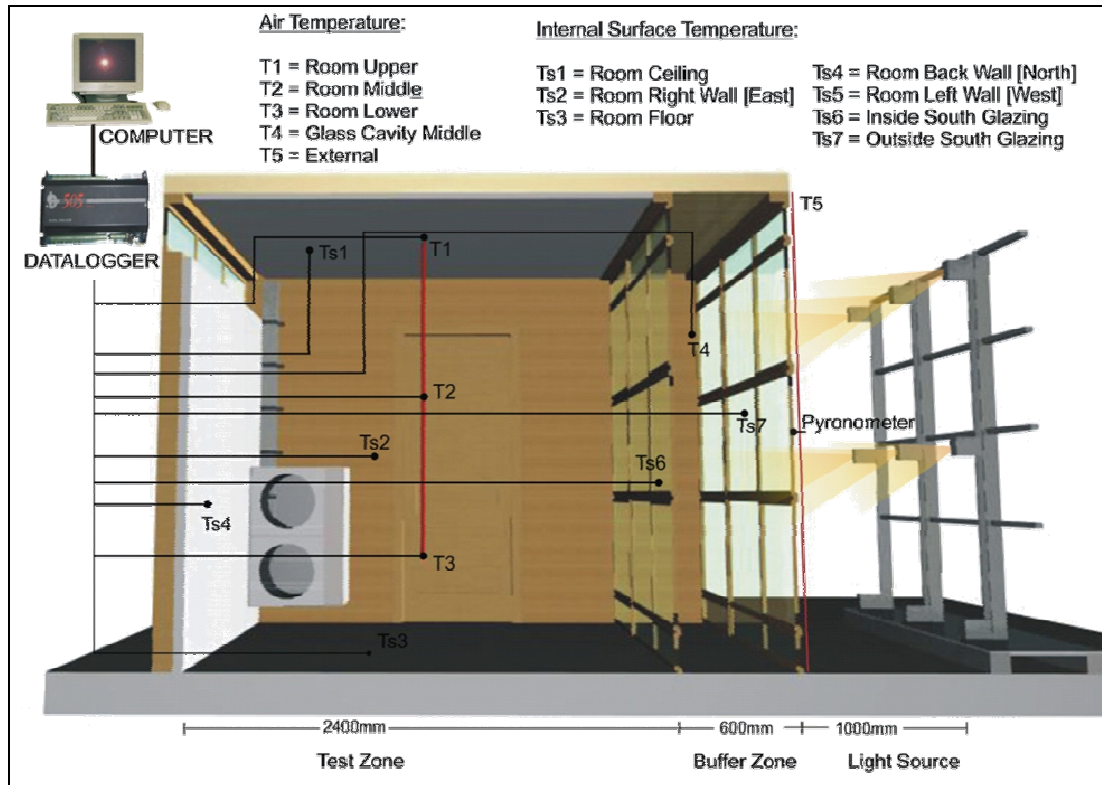 Air Temperature:
T1 = Room Upper
T2 = Room Middle
T3 = Room Lower
T4 = Glass Cavity Middle
T5 = External
Internal Surface Temperature:
Ts1 = Room Ceiling
Ts2 = Room Right Wall [East]
Ts3 = Room Floor
Ts4 = Room Back Wall [North]
Ts5 = Room Left Wall [West]
Ts6 = Inside South Glazing
Ts7 = Outside South Glazing
COMPUTER
DATALOGGER
T5
Ts1
T1
T4
T2
Ts7
Pyronometer
Ts2
Ts6
Ts4
T3
Ts3
2400mm
600mm
1000mm
Test Zone
Buffer Zone
Light Source